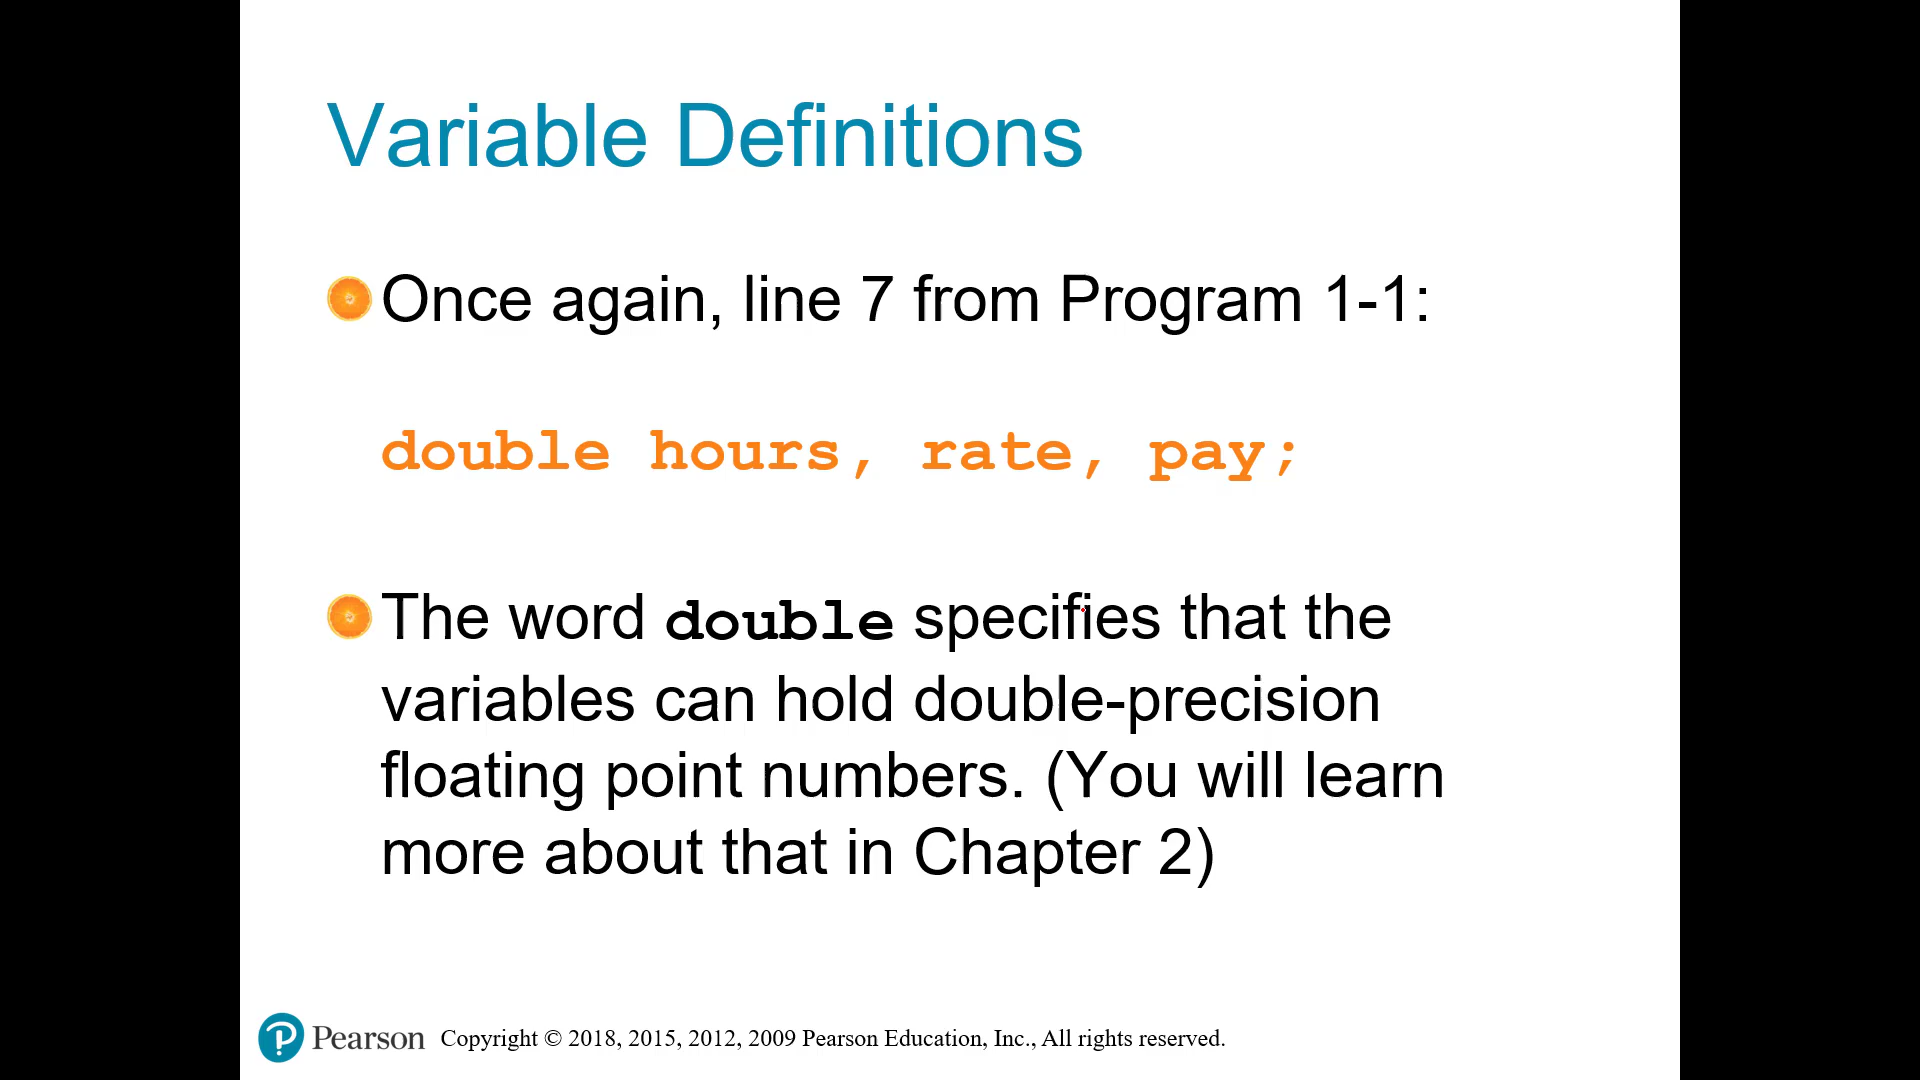 Variable Definitions
Once again, line 7 from Program 1-1:
double hours, rate, pay;
The word double specifies that the
variables can hold double-precision
floating point numbers. (You will learn
more about that in Chapter 2)
Pearson Copyright © 2018, 2015, 2012, 2009 Pearson Education, Inc., All rights reserved.